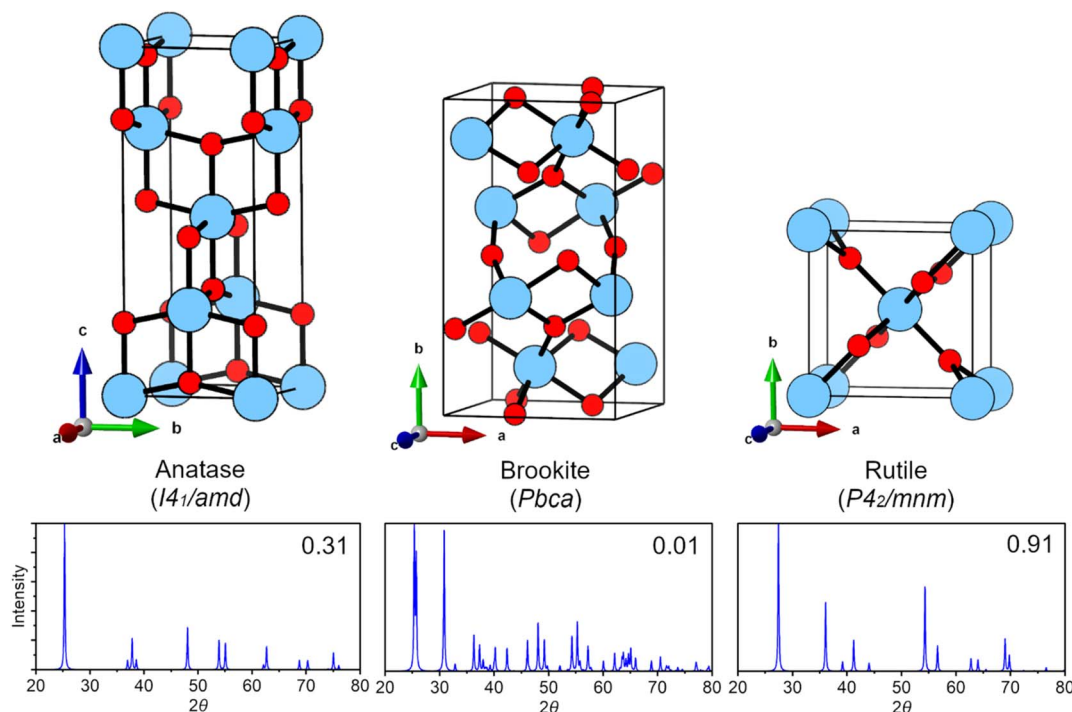 c
a
b
Anatase
(I4₁/amd)
b
a
c
Brookite
(Pbca)
b
a
c
Rutile
(P4₂/mnm)
Intensity
0.31
20 30 40 50 60 70 80
2θ
0.01
20 30 40 50 60 70 80
2θ
0.91
20 30 40 50 60 70 80
2θ